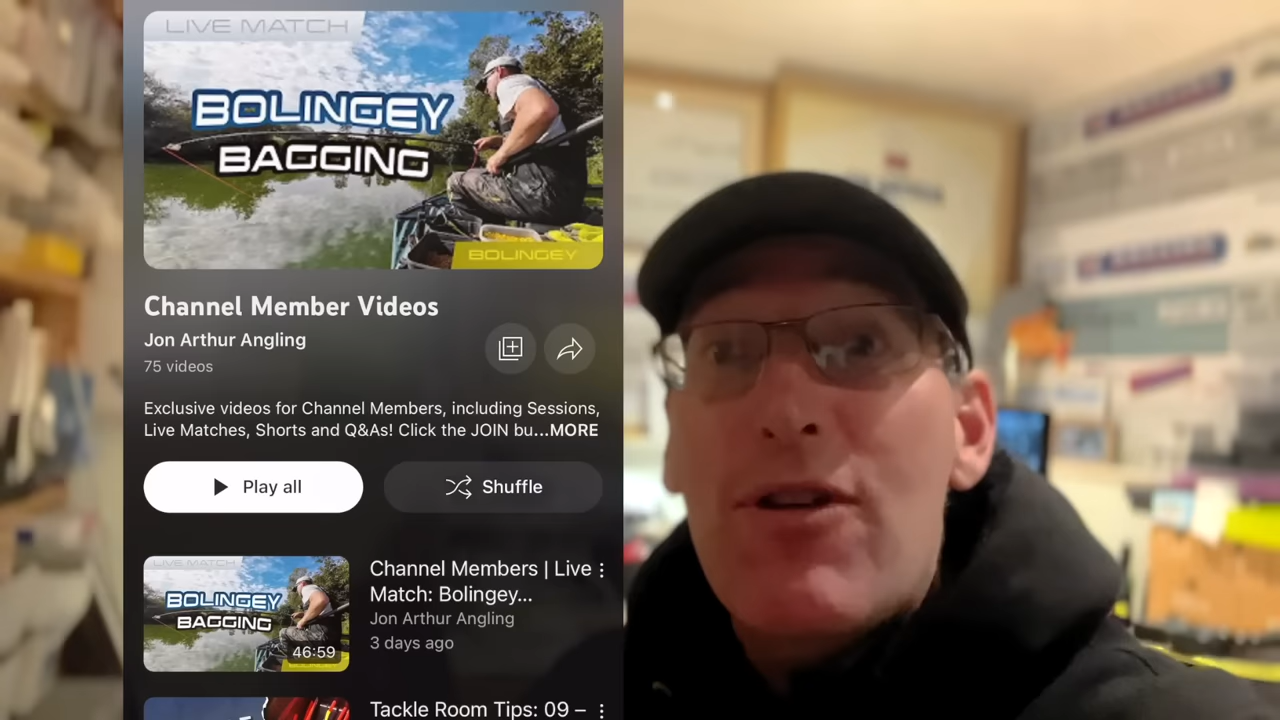 LIVE MATCH
BOLINGEY
BAGGING
BOLINGEY
Channel Member Videos
Jon Arthur Angling
75 videos
Exclusive videos for Channel Members, including Sessions,
Live Matches, Shorts and Q&As! Click the JOIN bu...MORE
Play all
Shuffle
LIVE MATCH
BOLINGEY
BAGGING
46:59
Channel Members | Live
Match: Bolingey...
Jon Arthur Angling
3 days ago
Tackle Room Tips: 09 –